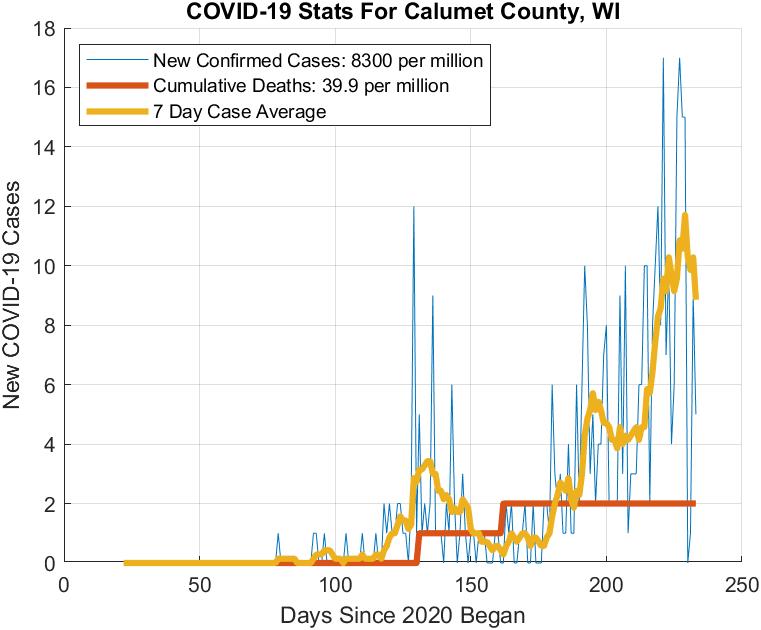 COVID-19 Stats For Calumet County, WI
New Confirmed Cases: 8300 per million
Cumulative Deaths: 39.9 per million
7 Day Case Average
New COVID-19 Cases
18
16
14
12
10
8
6
4
2
0
0 50 100 150 200 250
Days Since 2020 Began